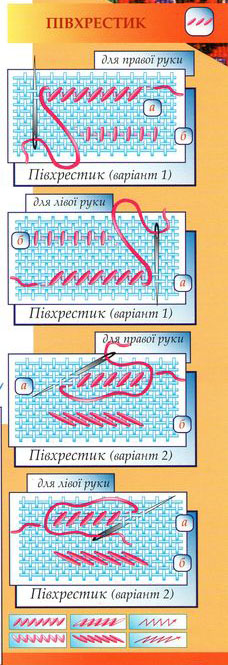 ПІВХРЕСТИК
для правої руки
а
б
Півхрестик (варіант 1)
для лівої руки
б
а
Півхрестик (варіант 1)
для правої руки
а
б
Півхрестик (варіант 2)
для лівої руки
а
б
Півхрестик (варіант 2)